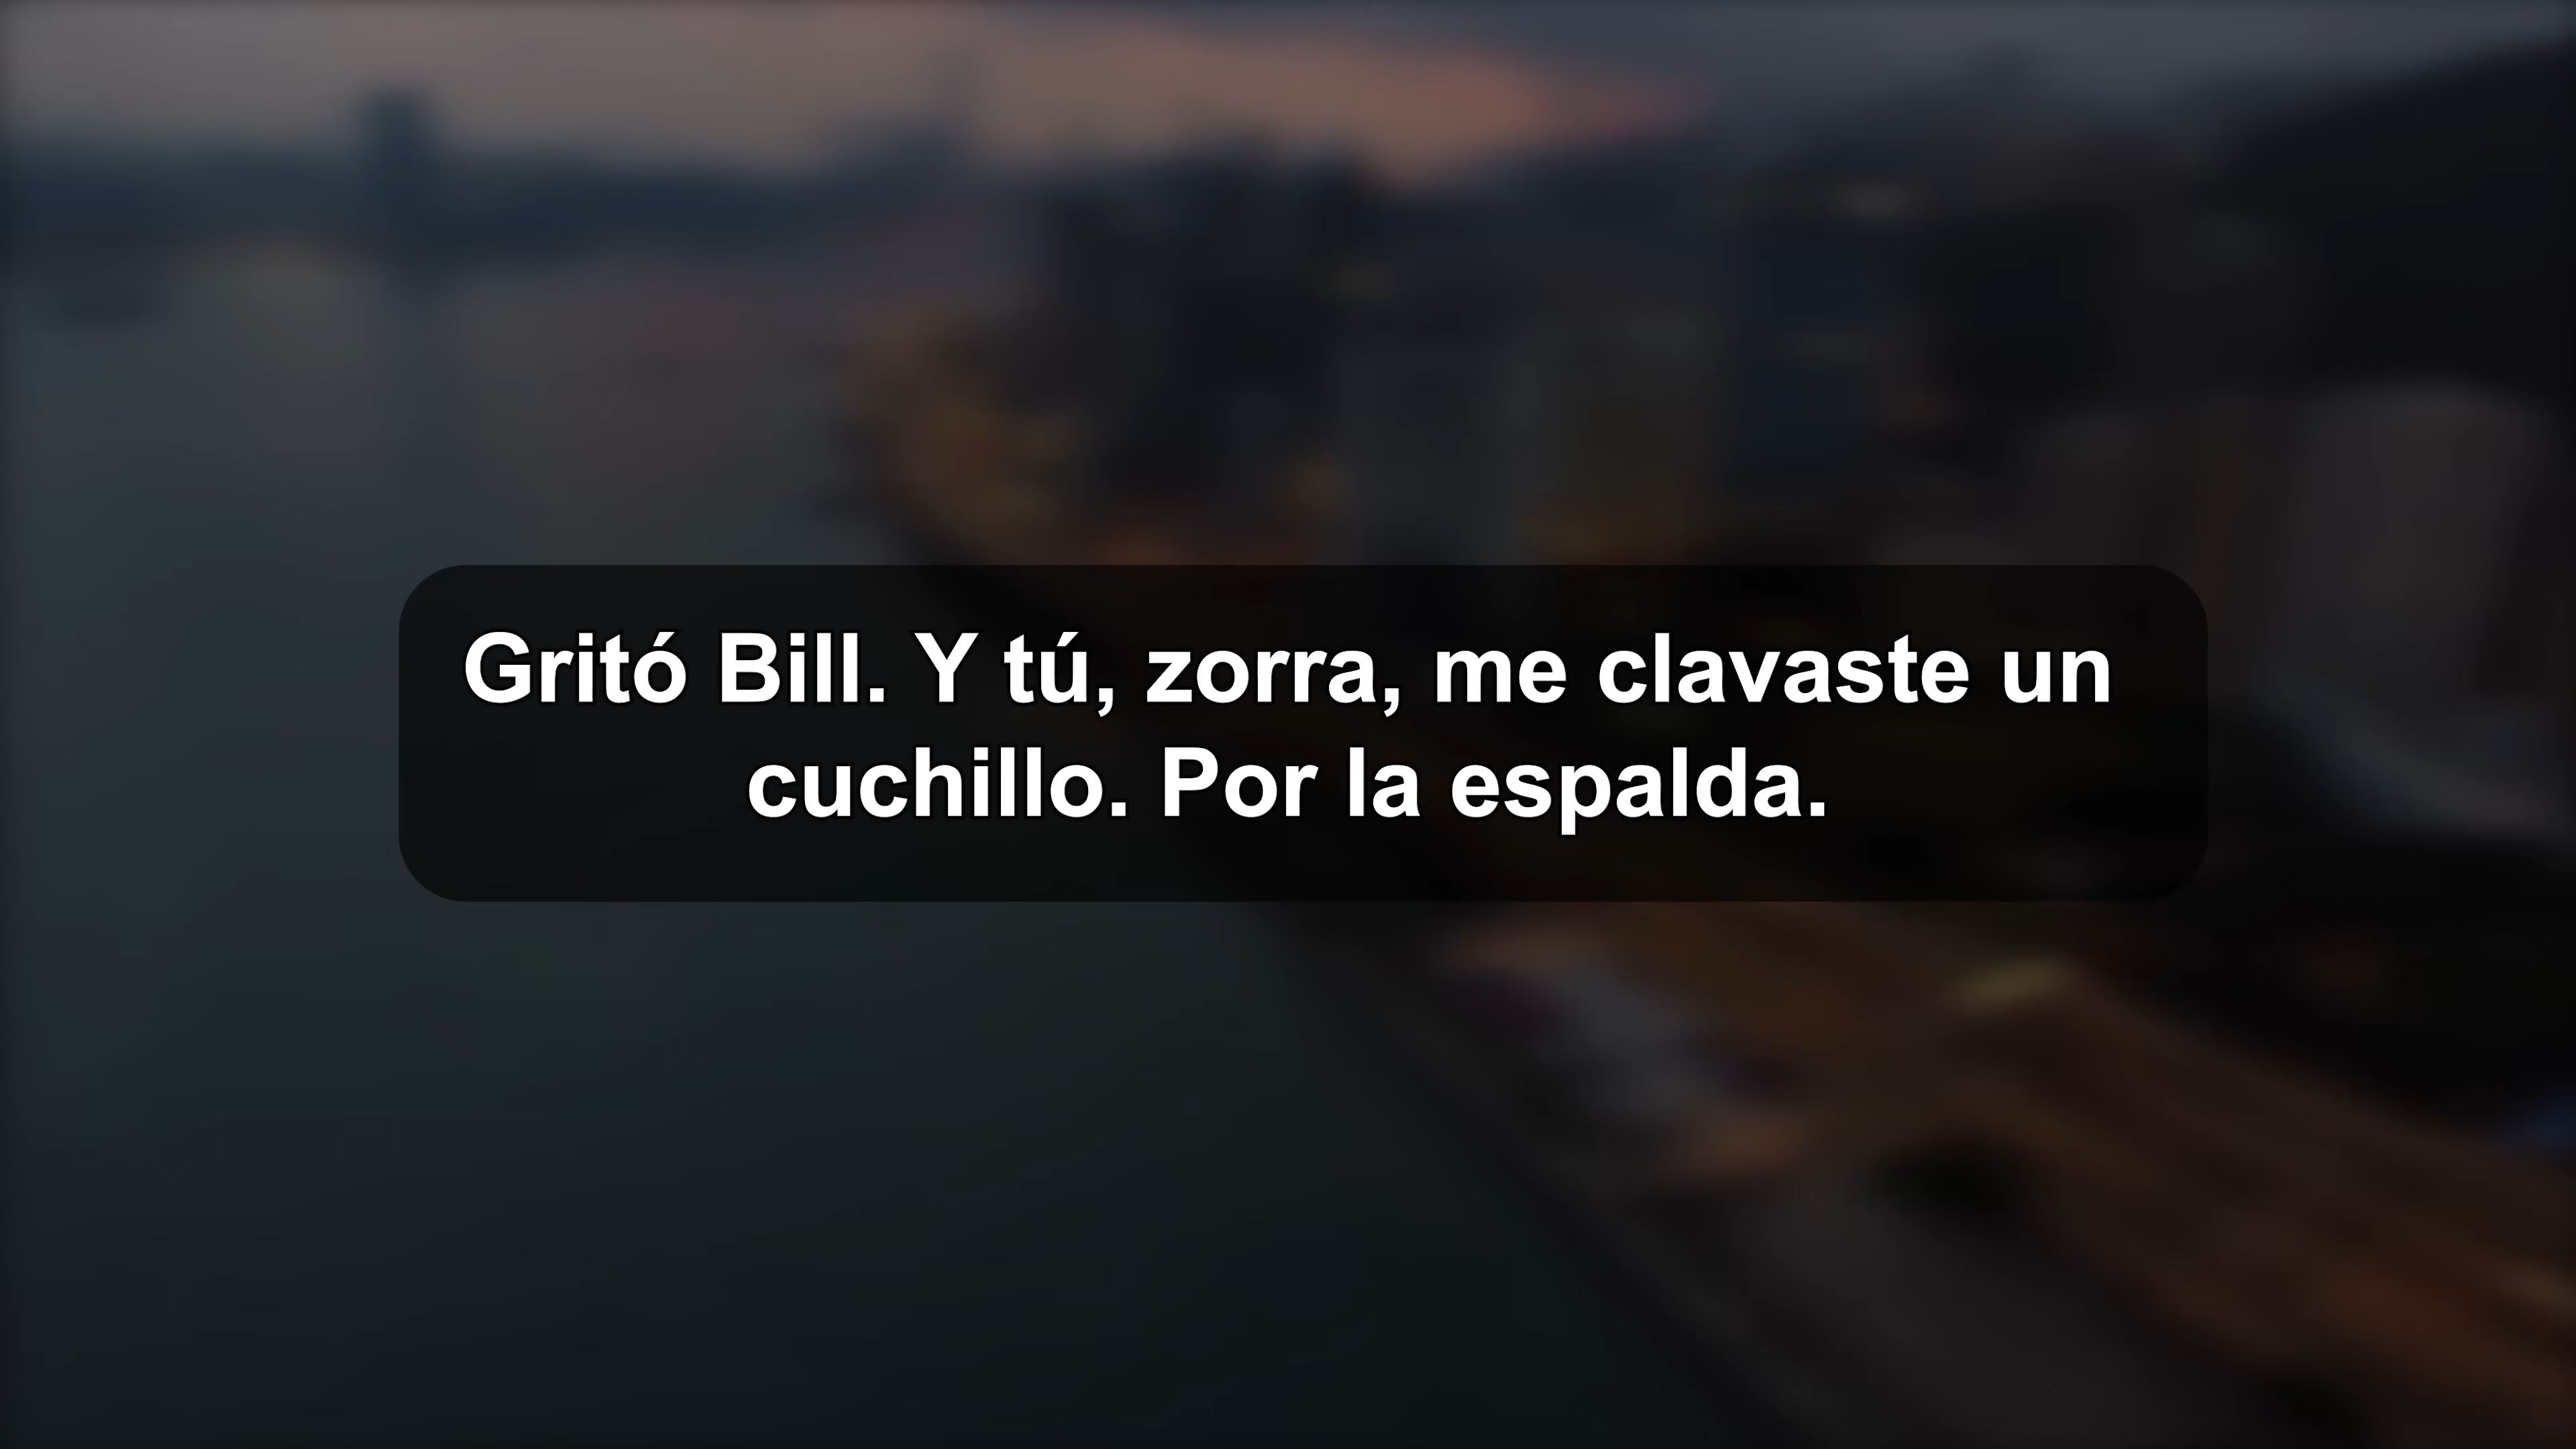 Gritó Bill. Y tú, zorra, me clavaste un
cuchillo. Por la espalda.